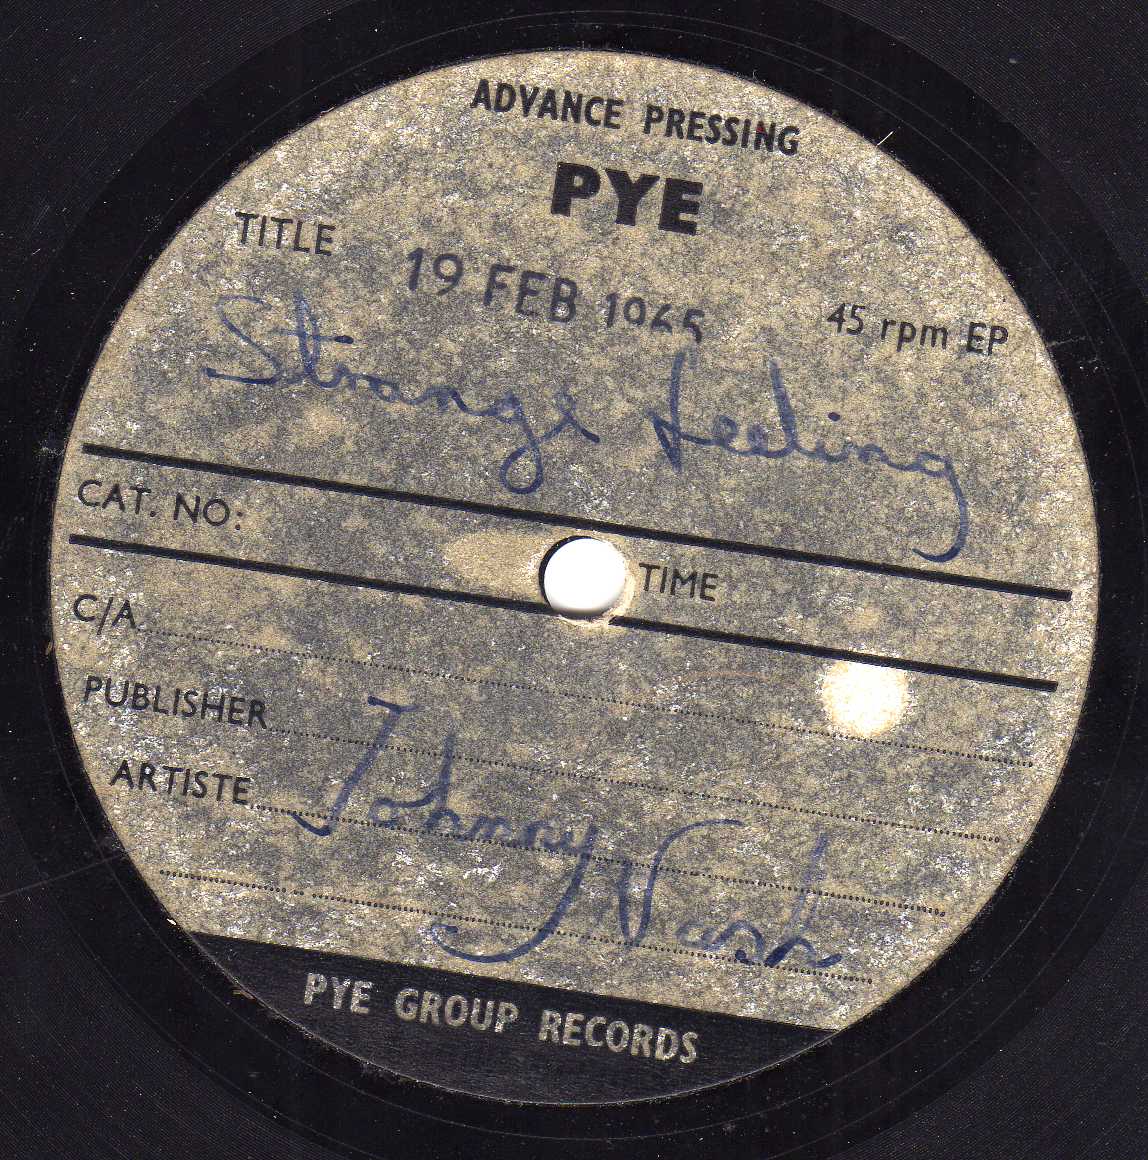 ADVANCE PRESSING
PYE
TITLE
19 FEB 1965
45 rpm EP
Strange feeling
CAT. NO:
TIME
C/A
PUBLISHER
ARTISTE
Johnny Nash
PYE GROUP RECORDS